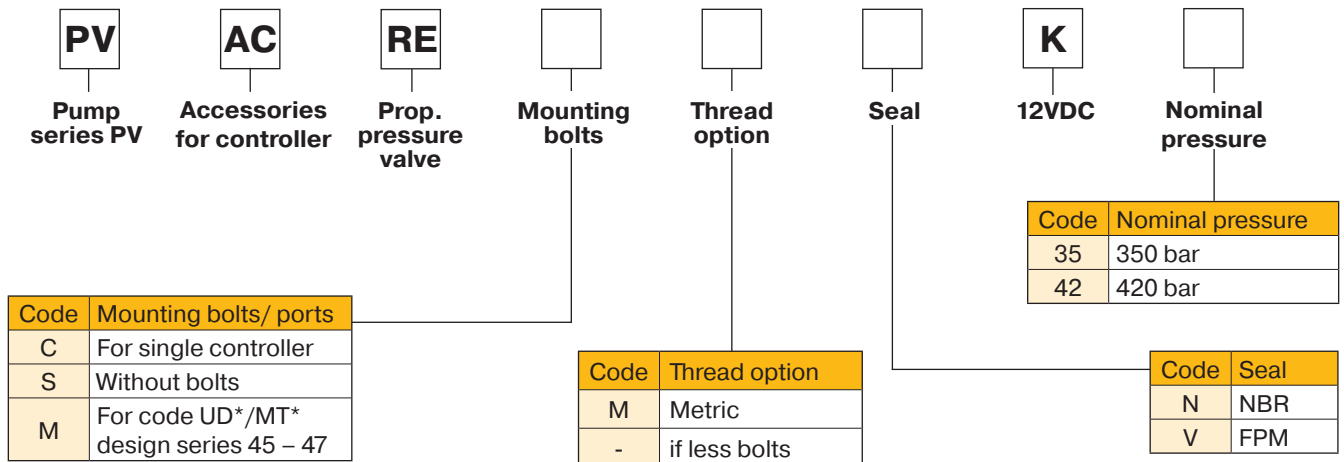 PV AC RE K
Pump series PV
Accessories for controller
Prop. pressure valve
Mounting bolts
Thread option
Seal
12VDC
Nominal pressure
Code Nominal pressure
35 350 bar
42 420 bar
Code Mounting bolts/ ports
C For single controller
S Without bolts
M For code UD*/MT* design series 45 – 47
Code Thread option
M Metric
- if less bolts
Code Seal
N NBR
V FPM